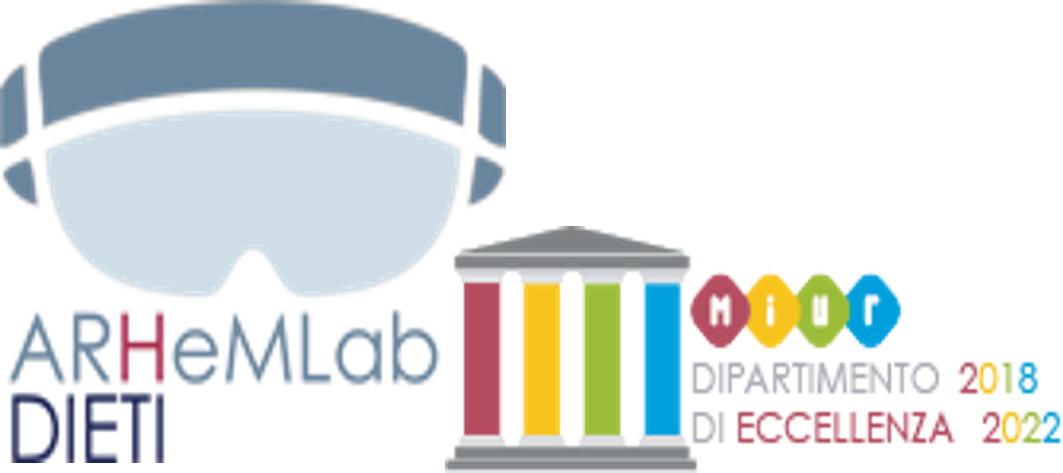 ARHeMLab
DIETI
MIUR
DIPARTIMENTO 2018
DI ECCELLENZA 2022